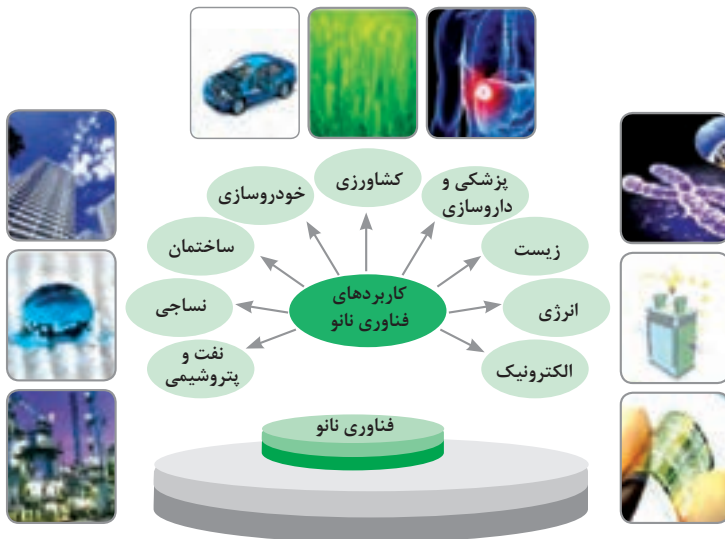 کشاورزی
پزشکی و
داروسازی
خودروسازی
زیست
ساختمان
انرژی
نساجی
کاربردهای
فناوری نانو
الکترونیک
نفت و
پتروشیمی
فناوری نانو